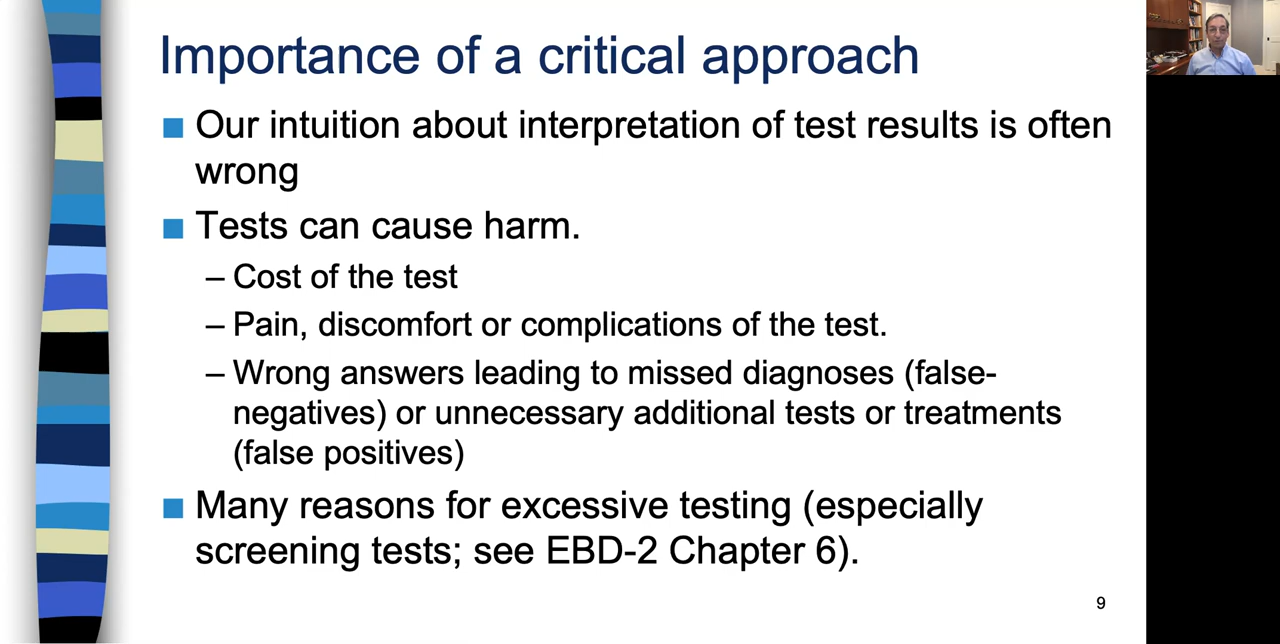 Importance of a critical approach
Our intuition about interpretation of test results is often
wrong
Tests can cause harm.
– Cost of the test
– Pain, discomfort or complications of the test.
– Wrong answers leading to missed diagnoses (false-
negatives) or unnecessary additional tests or treatments
(false positives)
Many reasons for excessive testing (especially
screening tests; see EBD-2 Chapter 6).
9